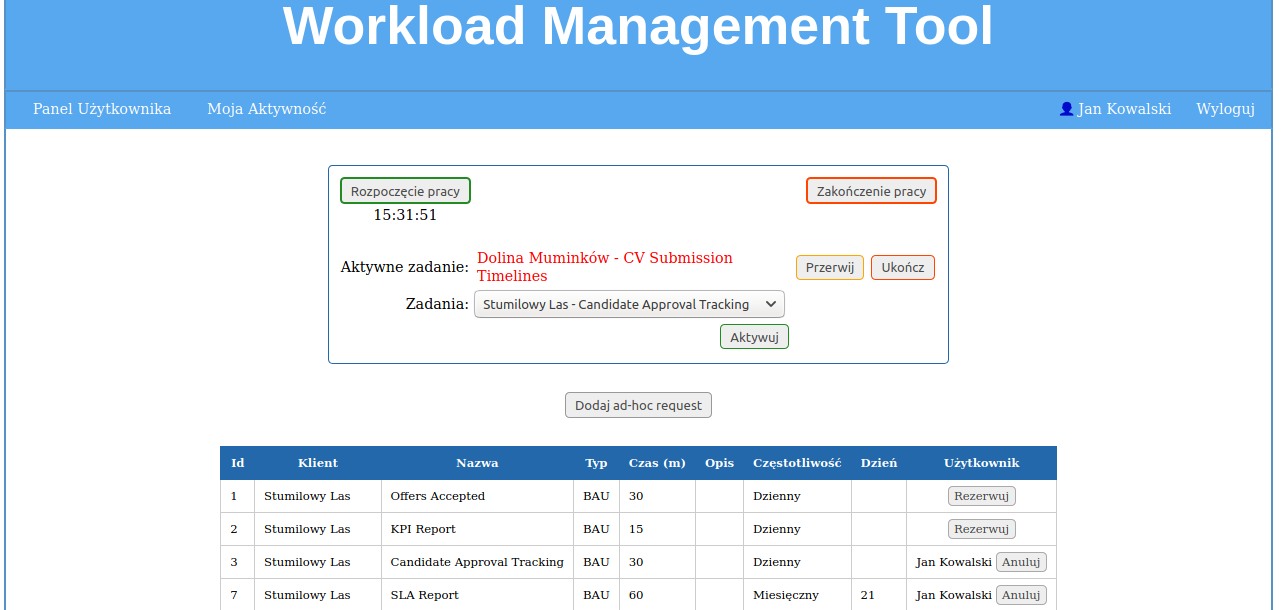 Workload Management Tool
Panel Użytkownika Moja Aktywność Jan Kowalski Wyloguj
Rozpoczęcie pracy Zakończenie pracy
15:31:51
Aktywne zadanie: Dolina Muminków - CV Submission
Timelines
Przerwij Ukończ
Zadania: Stumilowy Las - Candidate Approval Tracking
Aktywuj
Dodaj ad-hoc request
Id Klient Nazwa Typ Czas (m) Opis Częstotliwość Dzień Użytkownik
1 Stumilowy Las Offers Accepted BAU 30 Dzienny Rezerwuj
2 Stumilowy Las KPI Report BAU 15 Dzienny Rezerwuj
3 Stumilowy Las Candidate Approval Tracking BAU 30 Dzienny Jan Kowalski Anuluj
7 Stumilowy Las SLA Report BAU 60 Miesięczny 21 Jan Kowalski Anuluj